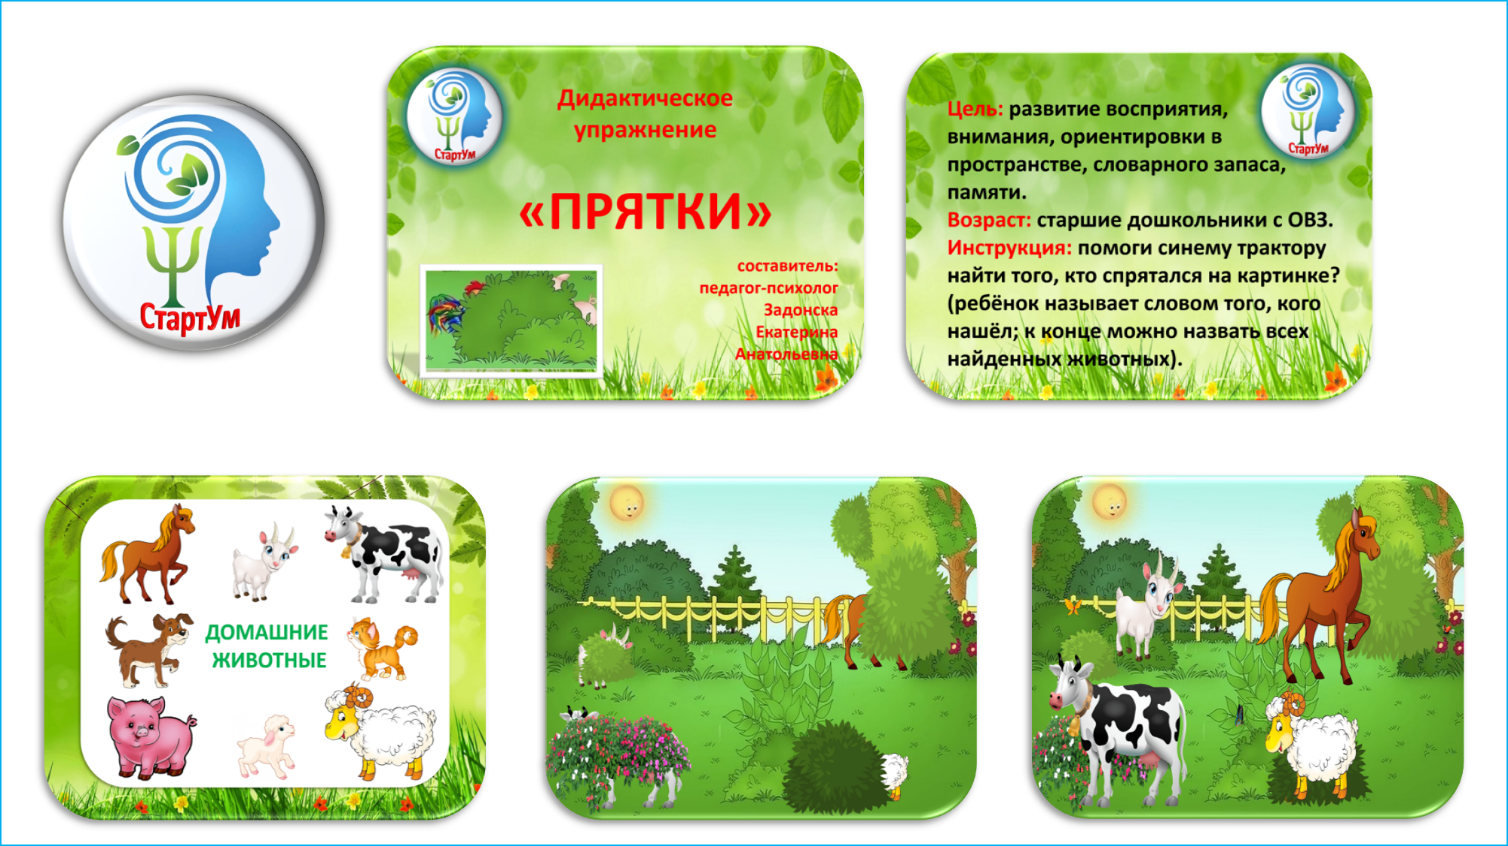 СтартУм
СтартУм
Дидактическое
упражнение
«ПРЯТКИ»
составитель:
педагог-психолог
Задонска
Екатерина
Анатольевна
СтартУм
Цель: развитие восприятия,
внимания, ориентировки в
пространстве, словарного запаса,
памяти.
Возраст: старшие дошкольники с ОВЗ.
Инструкция: помоги синему трактору
найти того, кто спрятался на картинке?
(ребёнок называет словом того, кого
нашёл; к конце можно назвать всех
найденных животных).
ДОМАШНИЕ
ЖИВОТНЫЕ